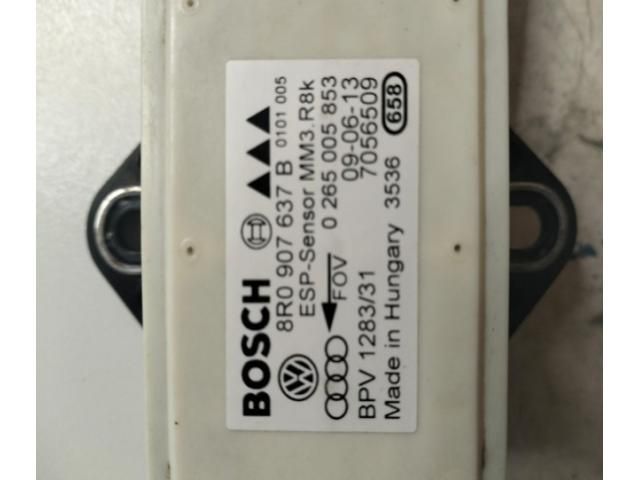 BOSCH
8R0 907 637 B 0101 005
ESP-Sensor MM3.R8k
FOV 0 265 005 853
09-06-13
BPV 1283/31 7056509
Made in Hungary 3536 658